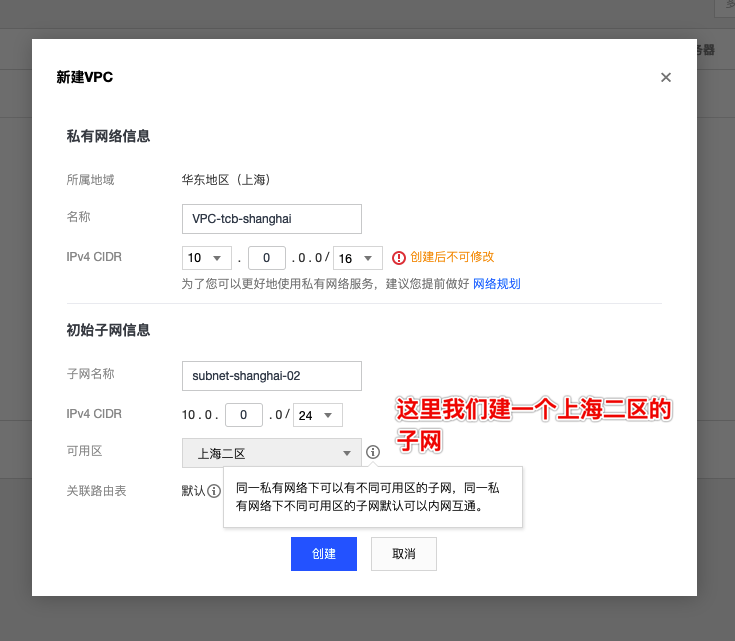 务器
新建VPC
私有网络信息
所属地域 华东地区（上海）
名称 VPC-tcb-shanghai
IPv4 CIDR 10 . 0 . 0 . 0 / 16 创建后不可修改
为了您可以更好地使用私有网络服务，建议您提前做好 网络规划
初始子网信息
子网名称 subnet-shanghai-02
IPv4 CIDR 10 . 0 . 0 . 0 / 24
这里我们建一个上海二区的
子网
可用区 上海二区
关联路由表 默认
同一私有网络下可以有不同可用区的子网，同一私
有网络下不同可用区的子网默认可以内网互通。
创建 取消